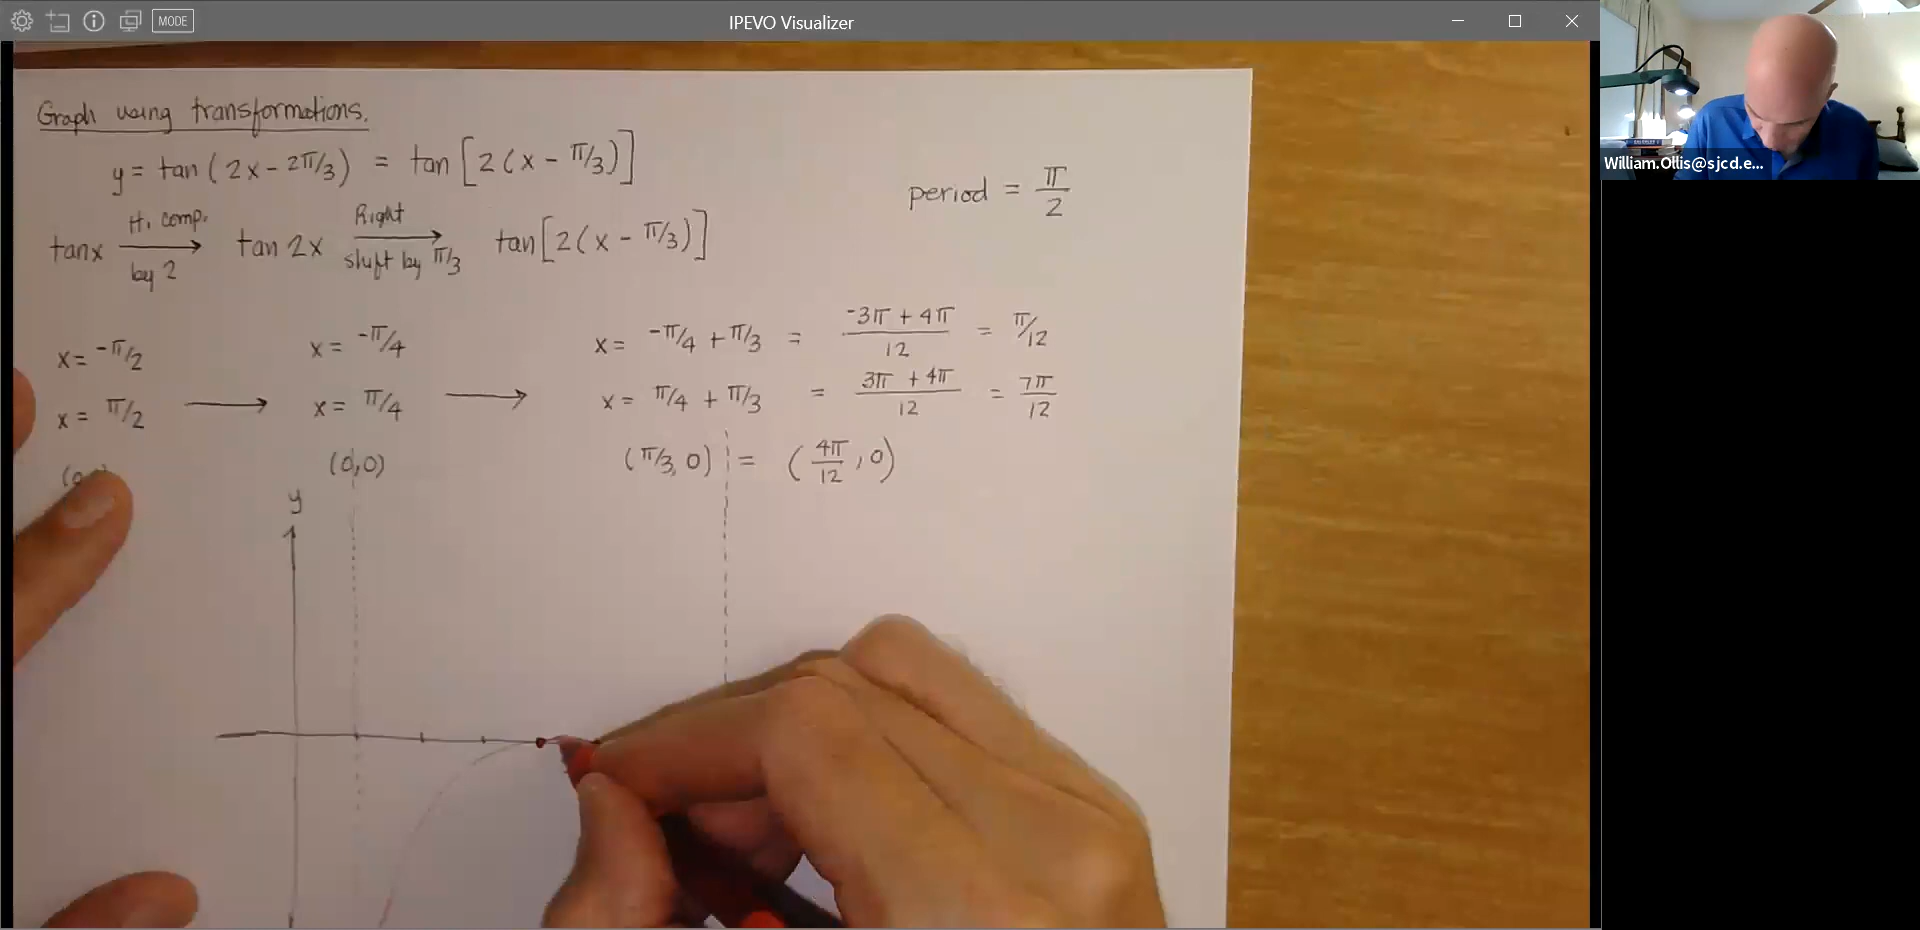 MODE
IPEVO Visualizer
William.Ollis@sjcd.e...
Graph using transformations.
y = tan (2x - 2π/3) = tan [2(x - π/3)]
period = π/2
tanx H. comp. by 2 → tan 2x Right shift by π/3 → tan[2(x - π/3)]
x = -π/2 x = -π/4 x = -π/4 + π/3 = (-3π + 4π)/12 = π/12
x = π/2 → x = π/4 → x = π/4 + π/3 = (3π + 4π)/12 = 7π/12
(0 (0,0) (π/3, 0) = (4π/12, 0)
y